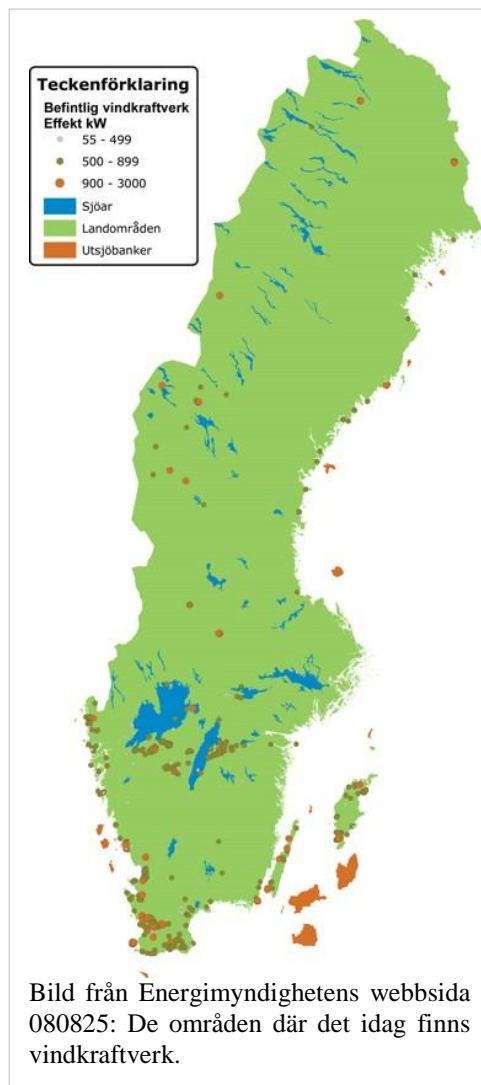 Teckenförklaring
Befintlig vindkraftverk
Effekt kW
55 - 499
500 - 899
900 - 3000
Sjöar
Landområden
Utsjöbanker
Bild från Energimyndighetens webbsida
080825: De områden där det idag finns
vindkraftverk.